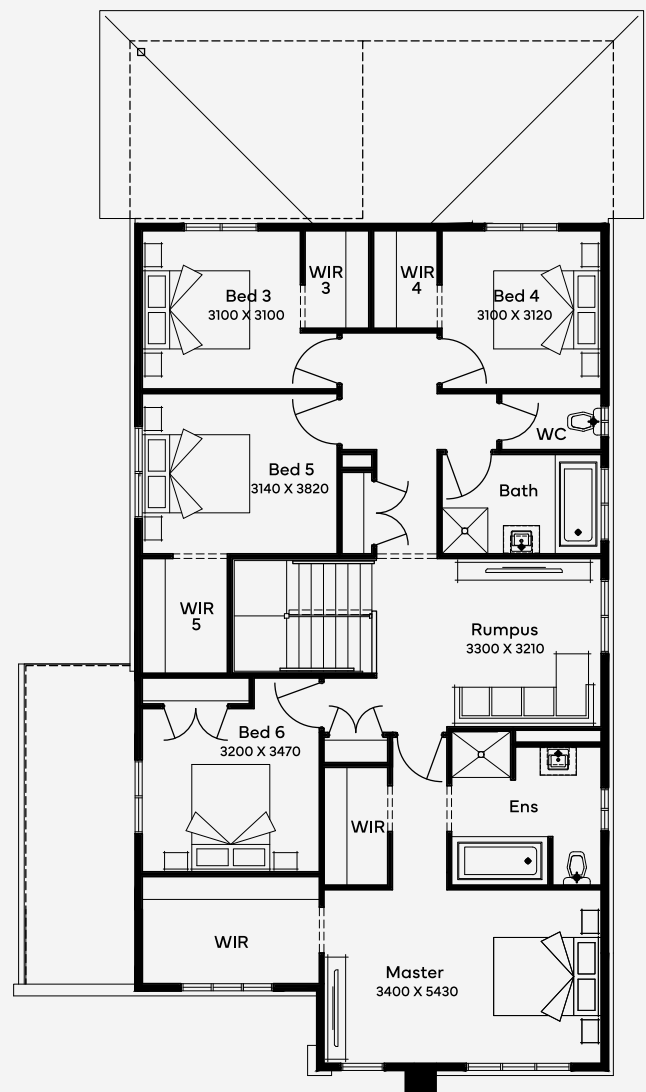 WIR
3
WIR
4
Bed 3
3100 X 3100
Bed 4
3100 X 3120
WC
Bed 5
3140 X 3820
Bath
WIR
5
Rumpus
3300 X 3210
Bed 6
3200 X 3470
Ens
WIR
WIR
Master
3400 X 5430